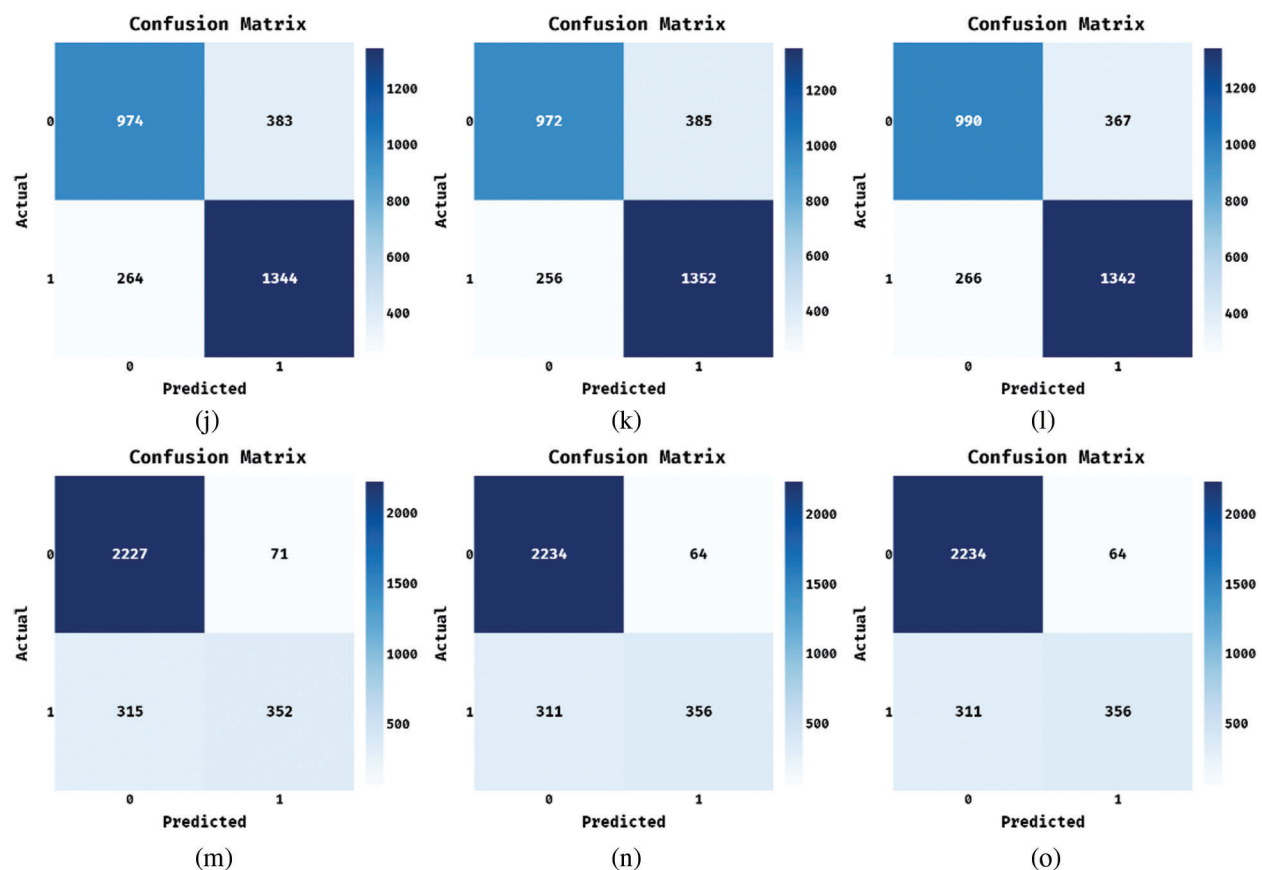 Confusion Matrix Confusion Matrix Confusion Matrix
1200 1200 1200
0 974 383 0 972 385 0 990 367
1000 1000 1000
Actual Actual Actual
800 800 800
600 600 600
1 264 1344 1 256 1352 1 266 1342
400 400 400
0 1 0 1 0 1
Predicted Predicted Predicted
(j) (k) (l)
Confusion Matrix Confusion Matrix Confusion Matrix
2000 2000 2000
0 2227 71 0 2234 64 0 2234 64
1500 1500 1500
Actual Actual Actual
1000 1000 1000
1 315 352 1 311 356 1 311 356
500 500 500
0 1 0 1 0 1
Predicted Predicted Predicted
(m) (n) (o)